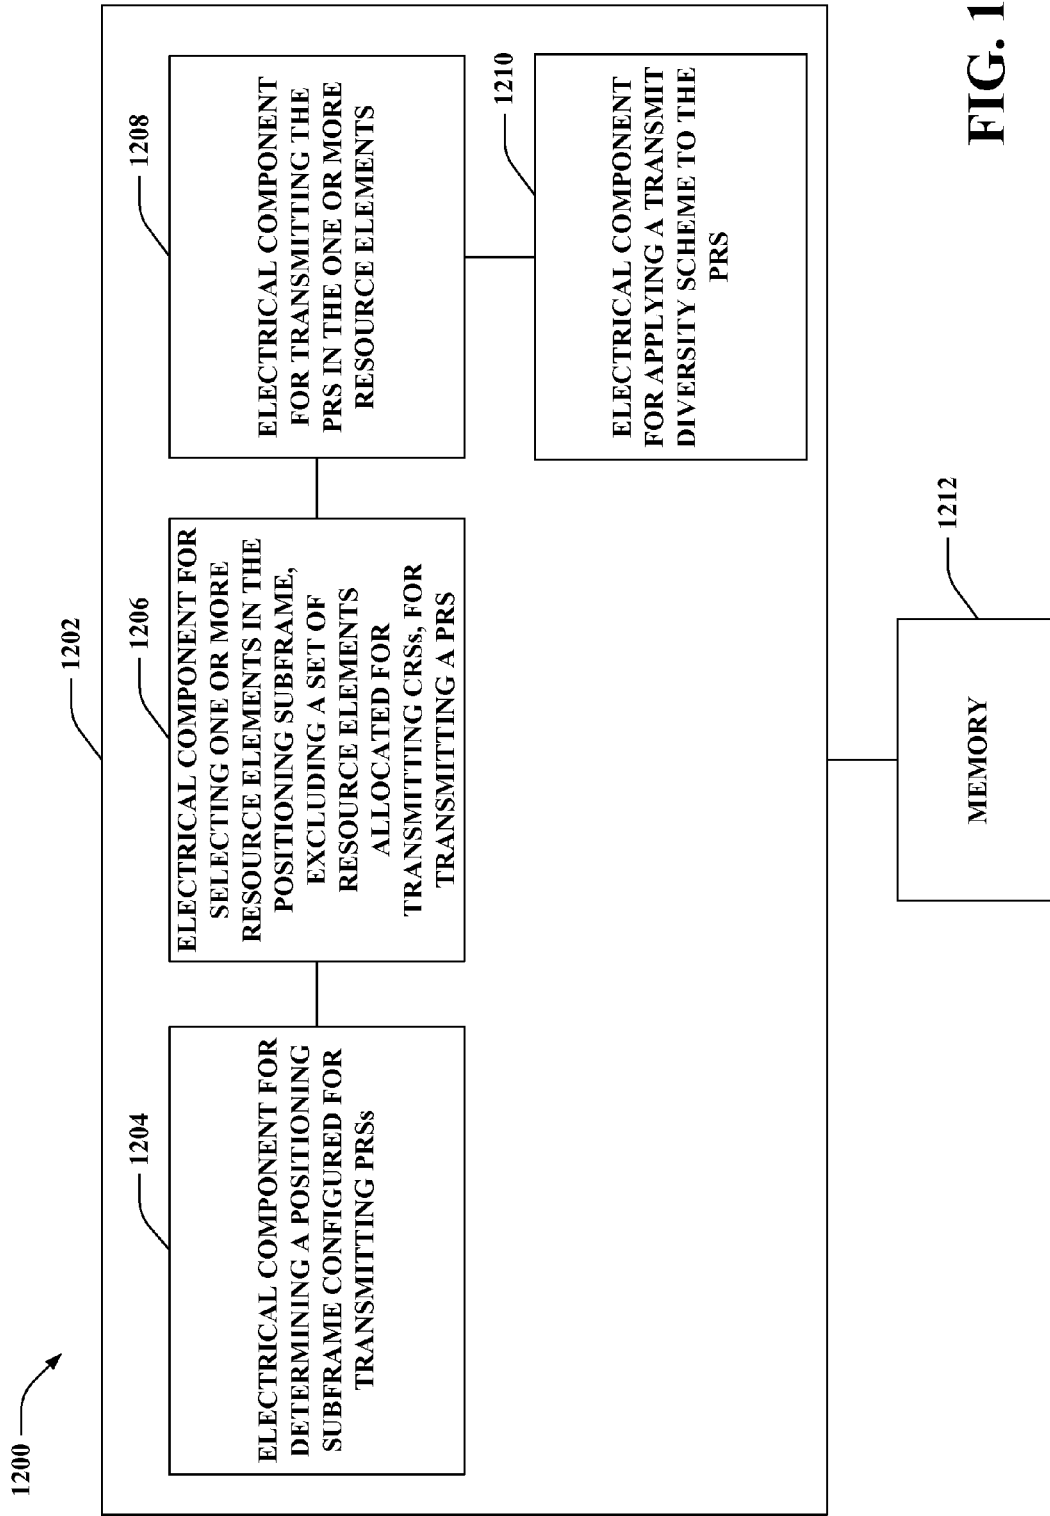 1200
1202
1204
ELECTRICAL COMPONENT FOR
DETERMINING A POSITIONING
SUBFRAME CONFIGURED FOR
TRANSMITTING PRSs
1206
ELECTRICAL COMPONENT FOR
SELECTING ONE OR MORE
RESOURCE ELEMENTS IN THE
POSITIONING SUBFRAME,
EXCLUDING A SET OF
RESOURCE ELEMENTS
ALLOCATED FOR
TRANSMITTING CRSs, FOR
TRANSMITTING A PRS
1208
ELECTRICAL COMPONENT
FOR TRANSMITTING THE
PRS IN THE ONE OR MORE
RESOURCE ELEMENTS
1210
ELECTRICAL COMPONENT
FOR APPLYING A TRANSMIT
DIVERSITY SCHEME TO THE
PRS
1212
MEMORY
FIG. 1